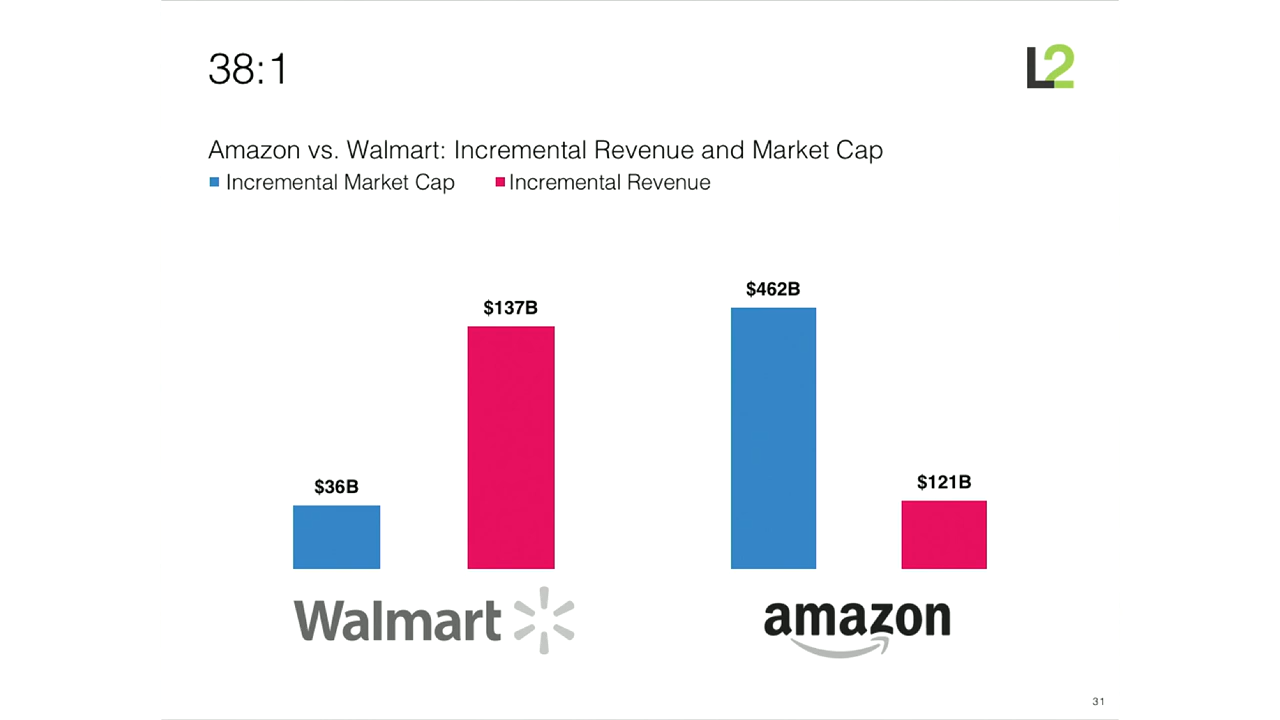 38:1
L2
Amazon vs. Walmart: Incremental Revenue and Market Cap
Incremental Market Cap Incremental Revenue
$462B
$137B
$36B
$121B
Walmart
amazon
31